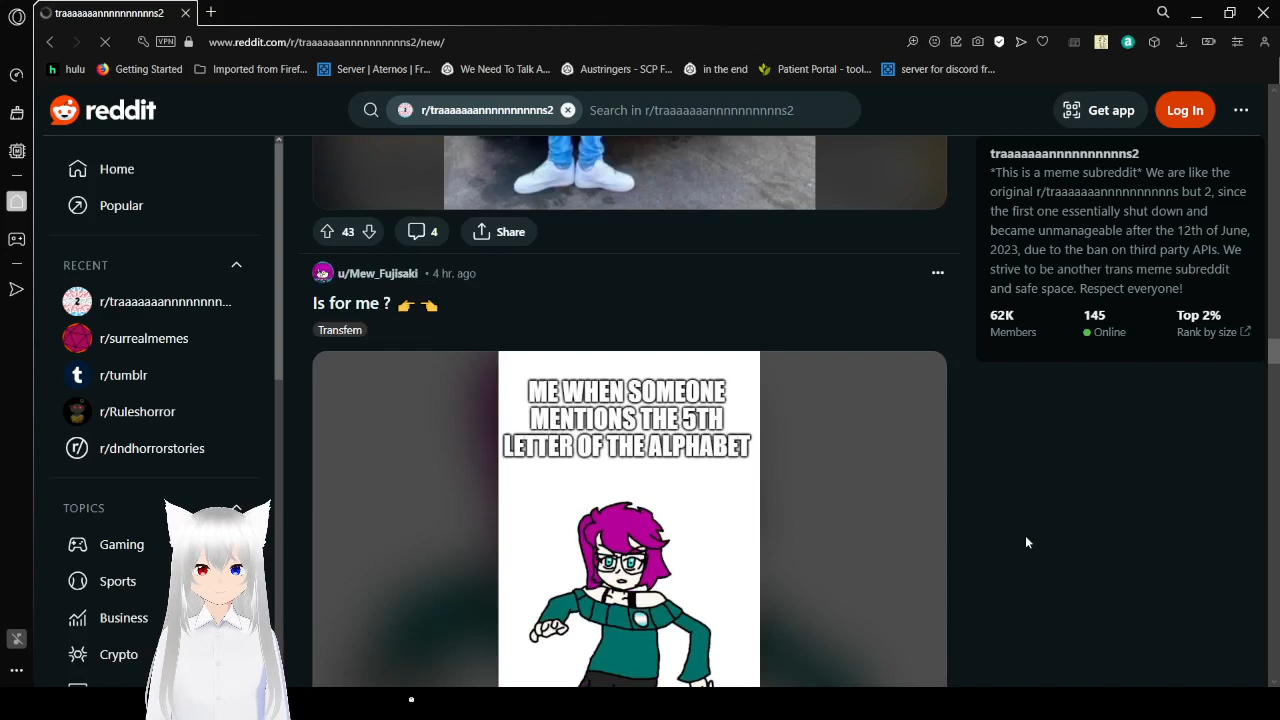 traaaaaaannnnnnnnnns2
VPN
www.reddit.com/r/traaaaaaannnnnnnnnns2/new/
hulu
Getting Started
Imported from Firef...
Server | Aternos | Fr...
We Need To Talk A...
Austringers - SCP F...
in the end
Patient Portal - tool...
server for discord fr...
reddit
r/traaaaaaannnnnnnnnns2
Search in r/traaaaaaannnnnnnnnns2
Get app
Log In
Home
Popular
RECENT
r/traaaaaaannnnnnn...
r/surrealmemes
r/tumblr
r/Ruleshorror
r/dndhorrorstories
TOPICS
Gaming
Sports
Business
Crypto
43
4
Share
u/Mew_Fujisaki • 4 hr. ago
Is for me ? 👉 👈
Transfem
ME WHEN SOMEONE
MENTIONS THE 5TH
LETTER OF THE ALPHABET
traaaaaaannnnnnnnnns2
*This is a meme subreddit* We are like the
original r/traaaaaaannnnnnnnnns but 2, since
the first one essentially shut down and
became unmanageable after the 12th of June,
2023, due to the ban on third party APIs. We
strive to be another trans meme subreddit
and safe space. Respect everyone!
62K
Members
145
Online
Top 2%
Rank by size